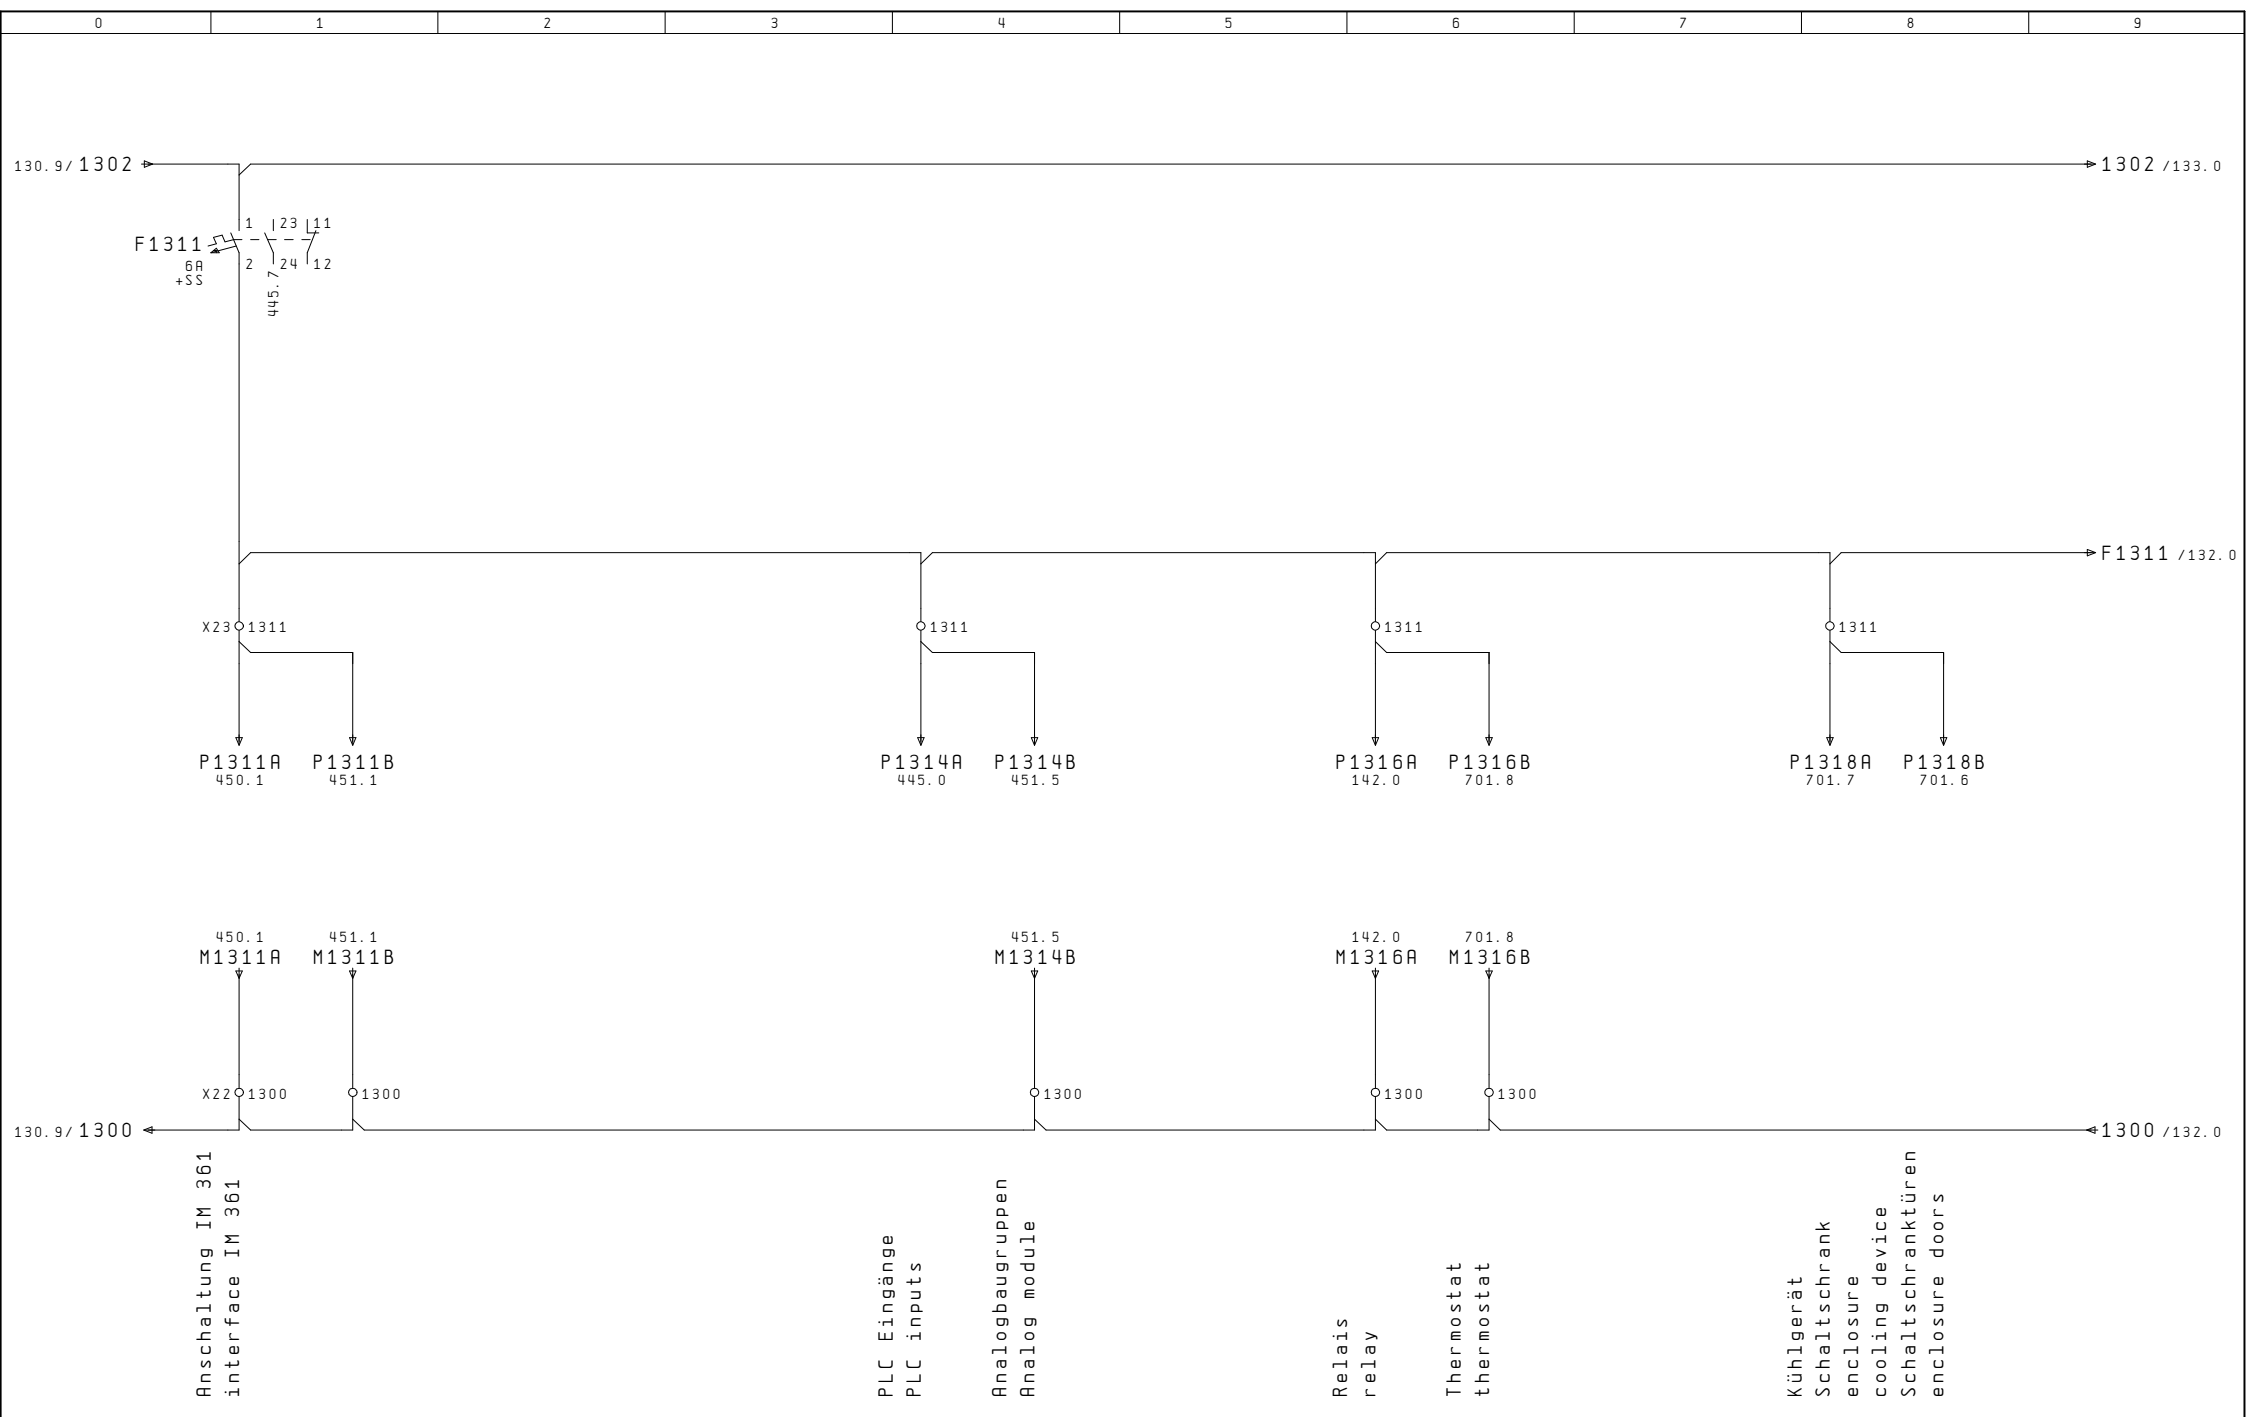 0 1 2 3 4 5 6 7 8 9
130.9/ 1302
1302 /133.0
1 23 11
F1311
6A
+SS
2 24 12
445.7
F1311 /132.0
X23 1311 1311 1311 1311
P1311A P1311B P1314A P1314B P1316A P1316B P1318A P1318B
450.1 451.1 445.0 451.5 142.0 701.8 701.7 701.6
450.1 451.1 451.5 142.0 701.8
M1311A M1311B M1314B M1316A M1316B
X22 1300 1300 1300 1300 1300
130.9/ 1300
1300 /132.0
Anschaltung IM 361
interface IM 361
PLC Eingänge
PLC inputs
Analogbaugruppen
Analog module
Relais
relay
Thermostat
thermostat
Kühlgerät
Schaltschrank
enclosure
cooling device
Schaltschranktüren
enclosure doors